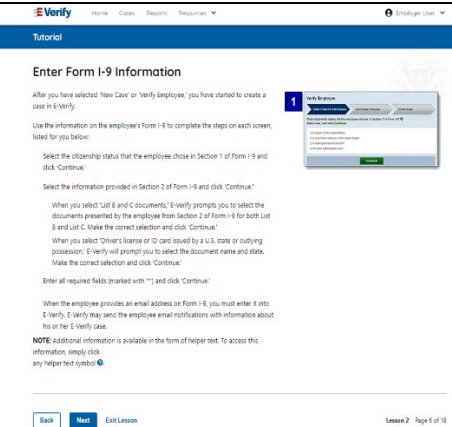 E-Verify Home Cases Reports Resources Employer User
Tutorial
Enter Form I-9 Information
After you have selected 'New Case' or 'Verify Employee,' you have started to create a
case in E-Verify.
Use the information on the employee's Form I-9 to complete the steps on each screen,
listed for you below:
Select the citizenship status that the employee chose in Section 1 of Form I-9 and
click 'Continue.'
Select the information provided in Section 2 of Form I-9 and click 'Continue.'
When you select 'List B and C documents,' E-Verify prompts you to select the
documents presented by the employee from Section 2 of Form I-9 for both List
B and List C. Make the correct selection and click 'Continue.'
When you select 'Driver's license or ID card issued by a U.S. state or outlying
possession,' E-Verify will prompt you to select the document name and state.
Make the correct selection and click 'Continue.'
Enter all required fields (marked with '*') and click 'Continue.'
When the employee provides an email address on Form I-9, you must enter it into
E-Verify. E-Verify may send the employee email notifications with information about
his or her E-Verify case.
NOTE: Additional information is available in the form of helper text. To access this
information, simply click
any helper text symbol ?.
1
Verify Employee
Continue
Back Next Exit Lesson
Lesson 2 Page 6 of 18